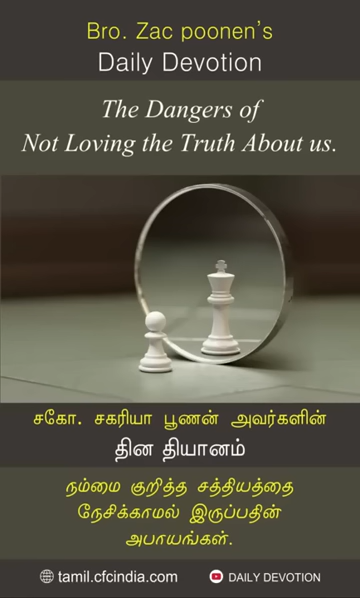 Bro. Zac poonen's
Daily Devotion
The Dangers of
Not Loving the Truth About us.
சகோ. சகரியா பூணன் அவர்களின்
தின தியானம்
நம்மை குறித்த சத்தியத்தை
நேசிக்காமல் இருப்பதின்
அபாயங்கள்.
tamil.cfcindia.com DAILY DEVOTION